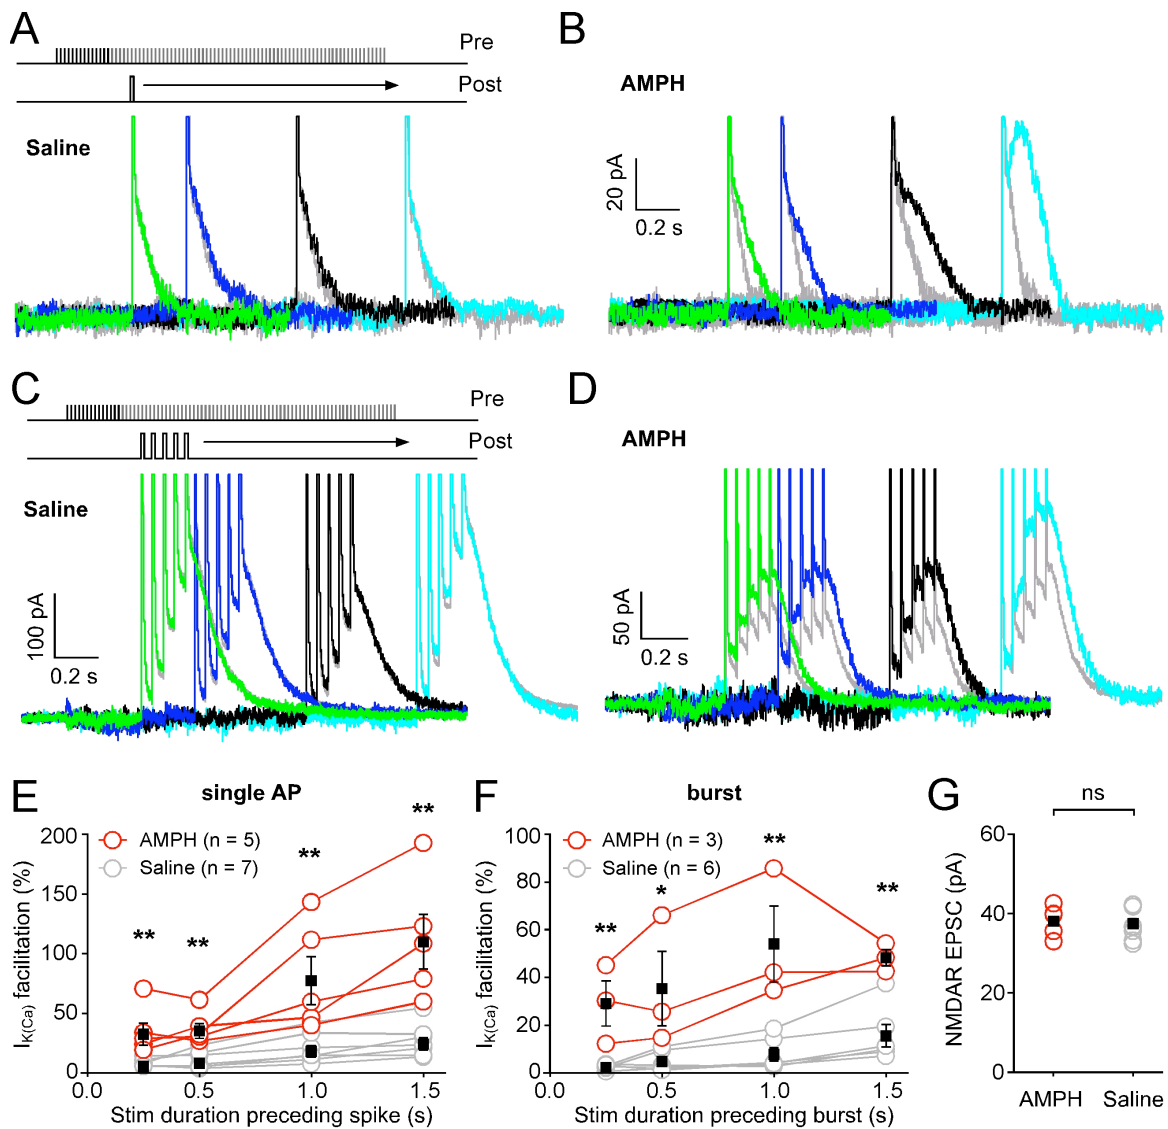 A
Pre
Post
Saline
B
AMPH
20 pA
0.2 s
C
Pre
Post
Saline
100 pA
0.2 s
D
AMPH
50 pA
0.2 s
E
single AP
AMPH (n = 5)
Saline (n = 7)
** ** ** **
I_K(Ca) facilitation (%)
200
150
100
50
0
0.0 0.5 1.0 1.5
Stim duration preceding spike (s)
F
burst
AMPH (n = 3)
Saline (n = 6)
** * ** **
I_K(Ca) facilitation (%)
100
80
60
40
20
0
0.0 0.5 1.0 1.5
Stim duration preceding burst (s)
G
ns
NMDAR EPSC (pA)
60
40
20
0
AMPH Saline